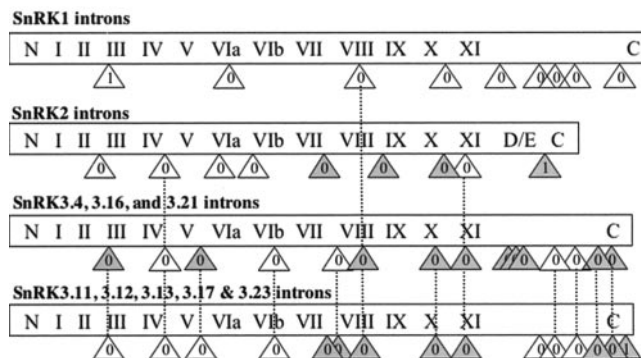 SnRK1 introns
N I II III IV V VIa VIb VII VIII IX X XI C
1 0 0 0 0 0 0 0 0
SnRK2 introns
N I II III IV V VIa VIb VII VIII IX X XI D/E C
0 0 0 0 0 0 0 0 1
SnRK3.4, 3.16, and 3.21 introns
N I II III IV V VIa VIb VII VIII IX X XI C
0 0 0 0 0 0 0 0 0 0 0 0
SnRK3.11, 3.12, 3.13, 3.17 & 3.23 introns
N I II III IV V VIa VIb VII VIII IX X XI C
0 0 0 0 0 0 0 0 0 0 0 0 0 0 1